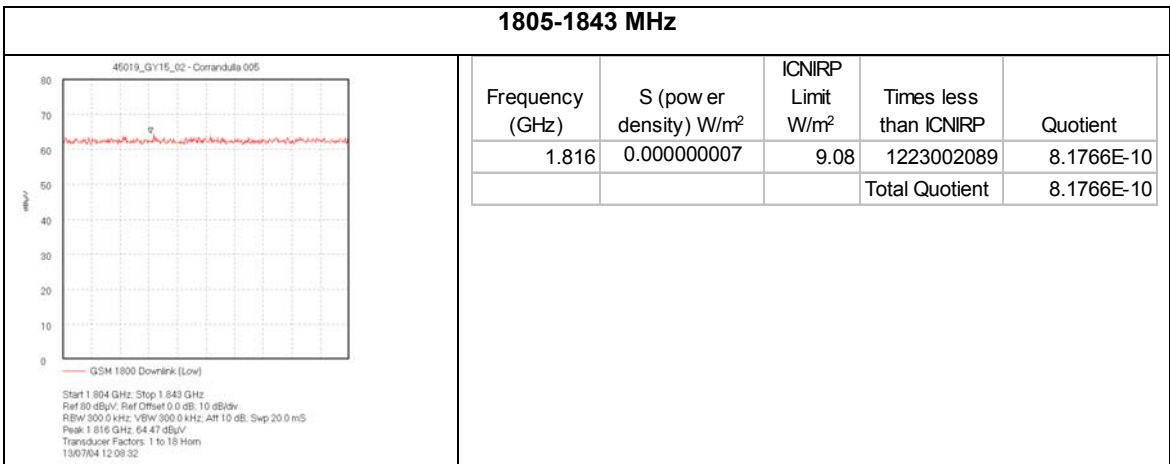 1805-1843 MHz
45019_GY15_02 - Corrandulla 005
80
70
60
50
40
30
20
10
0
dBµV
GSM 1800 Downlink (Low)
Start 1.804 GHz; Stop 1.843 GHz
Ref 80 dBµV; Ref Offset 0.0 dB; 10 dB/div
RBW 300.0 kHz; VBW 300.0 kHz; Att 10 dB; Swp 20.0 mS
Peak 1.816 GHz, 64.47 dBµV
Transducer Factors: 1 to 18 Horn
13/07/04 12:08:32
Frequency (GHz) S (pow er density) W/m² ICNIRP Limit W/m² Times less than ICNIRP Quotient
1.816 0.000000007 9.08 1223002089 8.1766E-10
Total Quotient 8.1766E-10